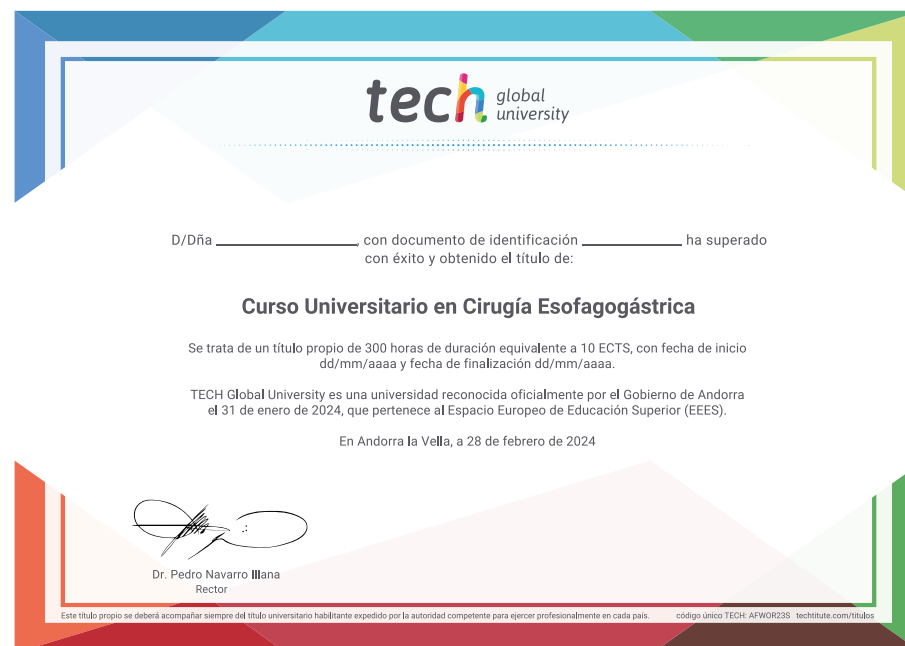 tech global
university
D/Dña ____________________, con documento de identificación ______________ ha superado
con éxito y obtenido el título de:
Curso Universitario en Cirugía Esofagogástrica
Se trata de un título propio de 300 horas de duración equivalente a 10 ECTS, con fecha de inicio
dd/mm/aaaa y fecha de finalización dd/mm/aaaa.
TECH Global University es una universidad reconocida oficialmente por el Gobierno de Andorra
el 31 de enero de 2024, que pertenece al Espacio Europeo de Educación Superior (EEES).
En Andorra la Vella, a 28 de febrero de 2024
Dr. Pedro Navarro Illana
Rector
Este título propio se deberá acompañar siempre del título universitario habilitante expedido por la autoridad competente para ejercer profesionalmente en cada país. código único TECH: AFWOR23S techtitute.com/titulos